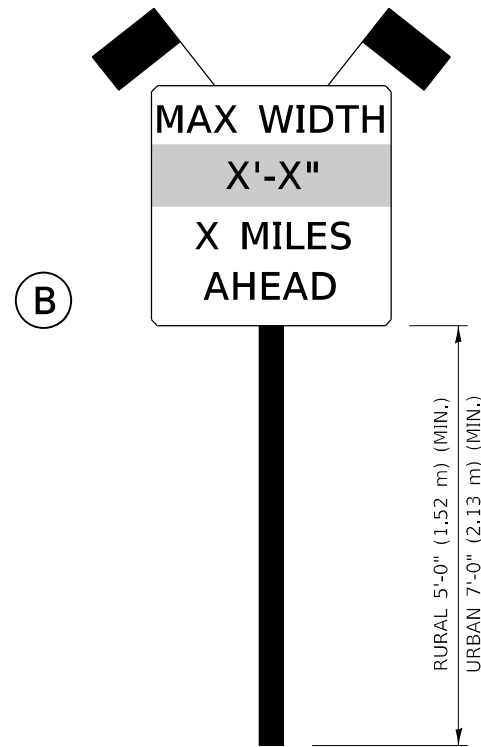 MAX WIDTH
X'-X"
X MILES
AHEAD
B
RURAL 5'-0" (1.52 m) (MIN.)
URBAN 7'-0" (2.13 m) (MIN.)